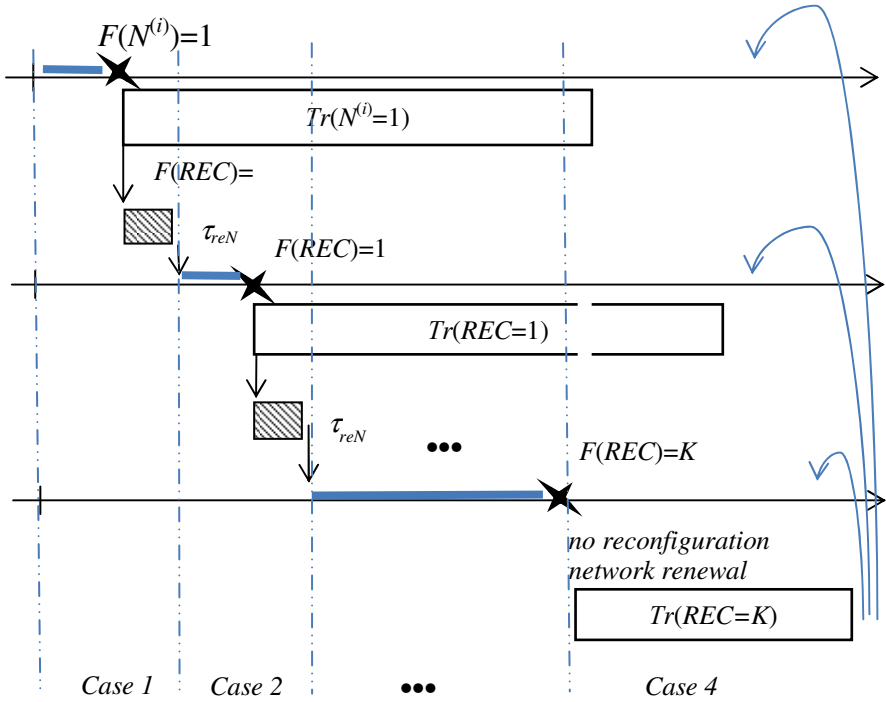 F(N^(i))=1
Tr(N^(i)=1)
F(REC)=
τ_reN
F(REC)=1
Tr(REC=1)
τ_reN
•••
F(REC)=K
no reconfiguration
network renewal
Tr(REC=K)
Case 1
Case 2
•••
Case 4